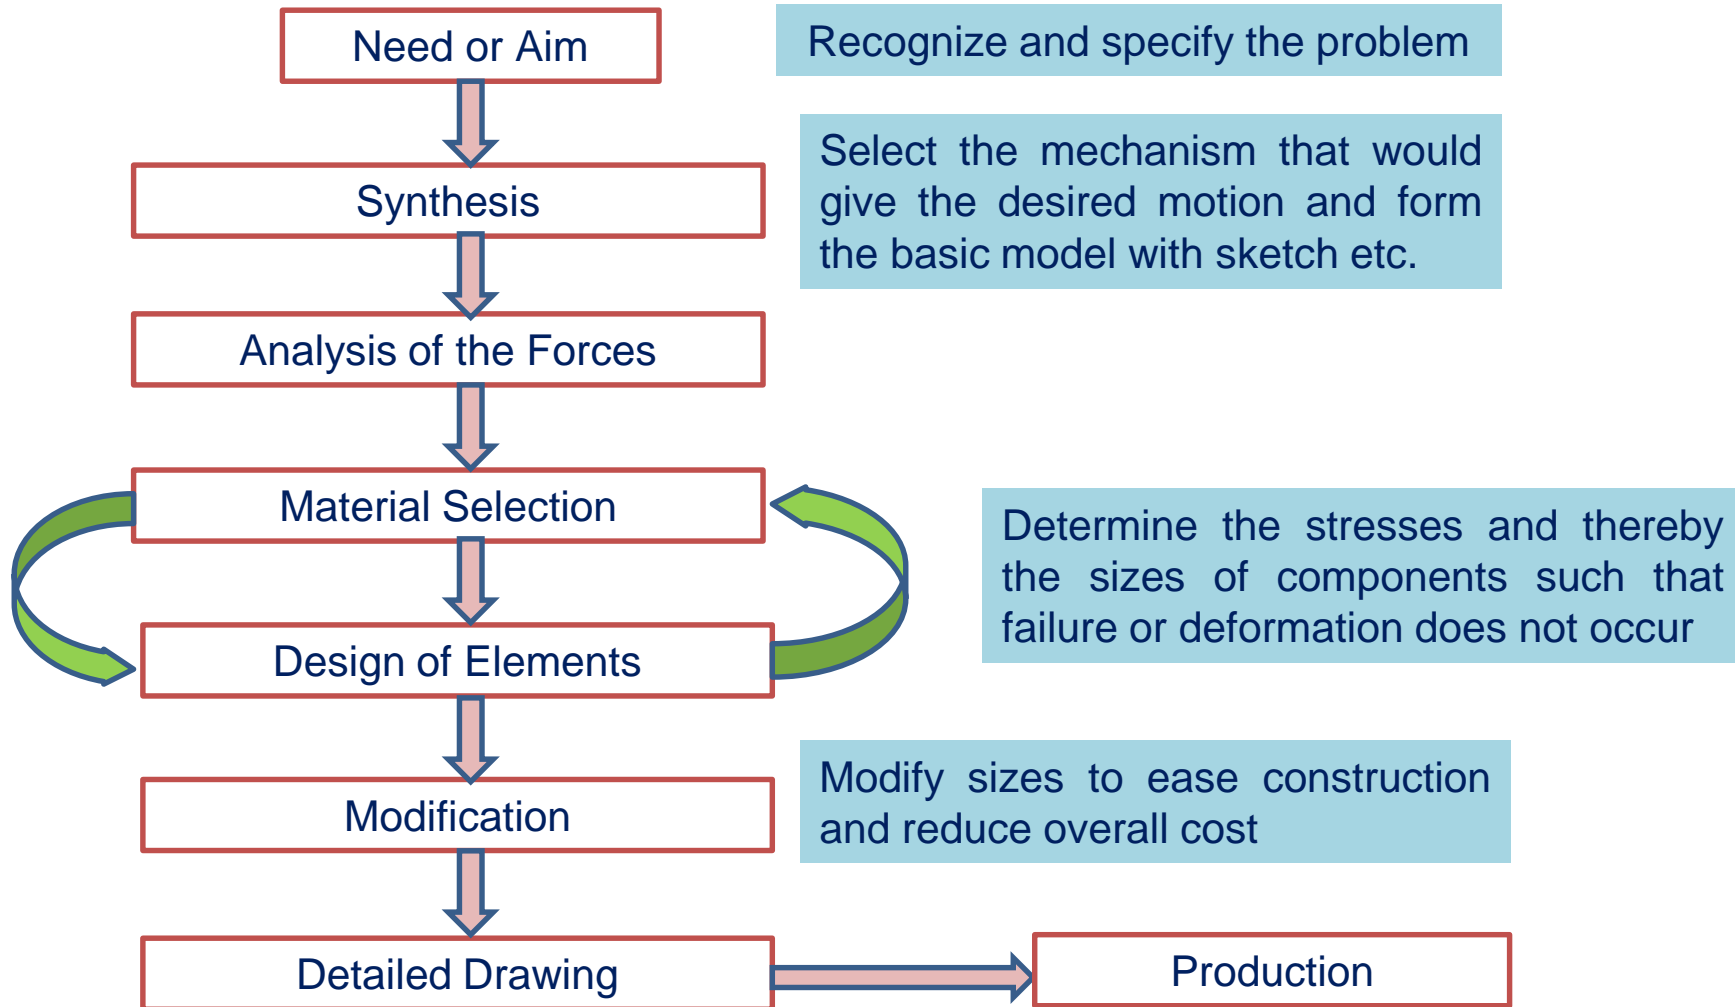 Need or Aim
Recognize and specify the problem
Select the mechanism that would
give the desired motion and form
the basic model with sketch etc.
Synthesis
Analysis of the Forces
Material Selection
Determine the stresses and thereby
the sizes of components such that
failure or deformation does not occur
Design of Elements
Modification
Modify sizes to ease construction
and reduce overall cost
Detailed Drawing
Production